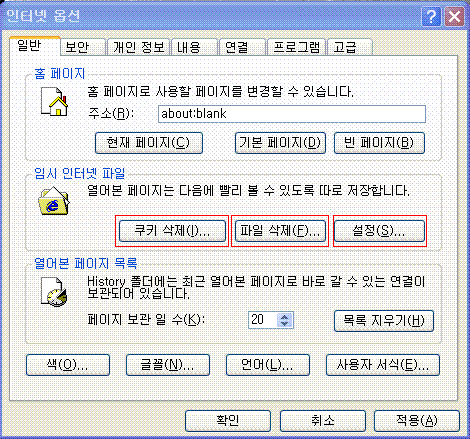 인터넷 옵션
일반 보안 개인 정보 내용 연결 프로그램 고급
홈 페이지
홈 페이지로 사용할 페이지를 변경할 수 있습니다.
주소(R): about:blank
현재 페이지(C) 기본 페이지(D) 빈 페이지(B)
임시 인터넷 파일
열어본 페이지는 다음에 빨리 볼 수 있도록 따로 저장합니다.
쿠키 삭제(I)... 파일 삭제(F)... 설정(S)...
열어본 페이지 목록
History 폴더에는 최근 열어본 페이지로 바로 갈 수 있는 연결이
보관되어 있습니다.
페이지 보관 일 수(K): 20 목록 지우기(H)
색(O)... 글꼴(N)... 언어(L)... 사용자 서식(E)...
확인 취소 적용(A)